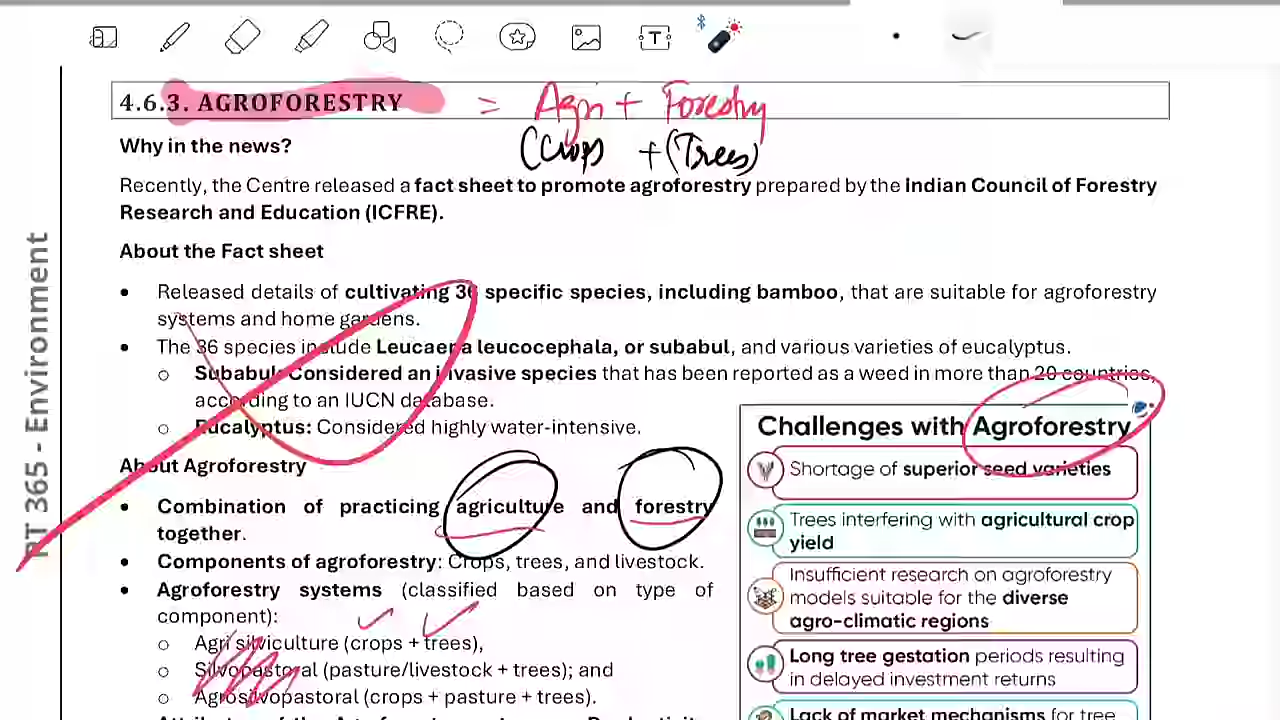 4.6.3. AGROFORESTRY = Agri + Forestry
(Crops + (Trees)
Why in the news?
Recently, the Centre released a fact sheet to promote agroforestry prepared by the Indian Council of Forestry
Research and Education (ICFRE).
About the Fact sheet
• Released details of cultivating 36 specific species, including bamboo, that are suitable for agroforestry
systems and home gardens.
• The 36 species include Leucaena leucocephala, or subabul, and various varieties of eucalyptus.
o Subabul: Considered an invasive species that has been reported as a weed in more than 20 countries,
according to an IUCN database.
o Eucalyptus: Considered highly water-intensive.
About Agroforestry
• Combination of practicing agriculture and forestry
together.
• Components of agroforestry: Crops, trees, and livestock.
• Agroforestry systems (classified based on type of
component):
o Agri silviculture (crops + trees),
o Silvopastoral (pasture/livestock + trees); and
o Agrosilvopastoral (crops + pasture + trees).
Challenges with Agroforestry
Shortage of superior seed varieties
Trees interfering with agricultural crop
yield
Insufficient research on agroforestry
models suitable for the diverse
agro-climatic regions
Long tree gestation periods resulting
in delayed investment returns
Lack of market mechanisms for tree
PT 365 - Environment
T